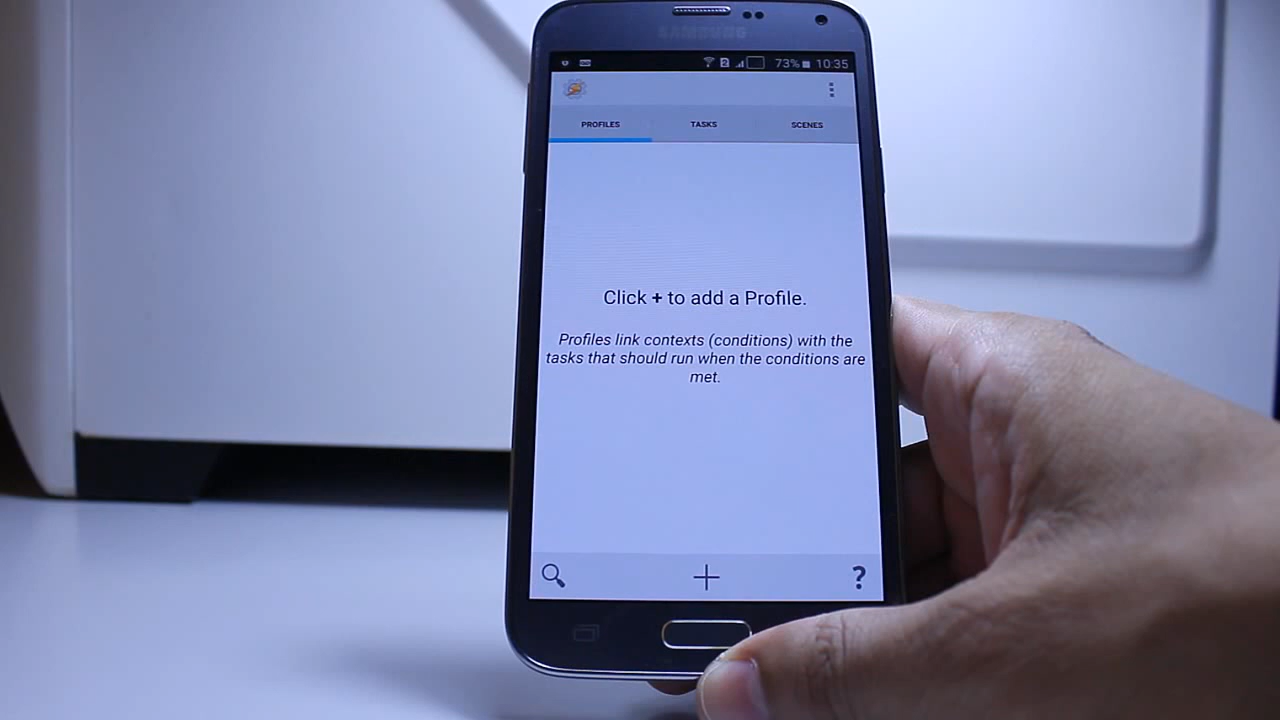 SAMSUNG
2 73% 10:35
PROFILES TASKS SCENES
Click + to add a Profile.
Profiles link contexts (conditions) with the
tasks that should run when the conditions are
met.
+ ?